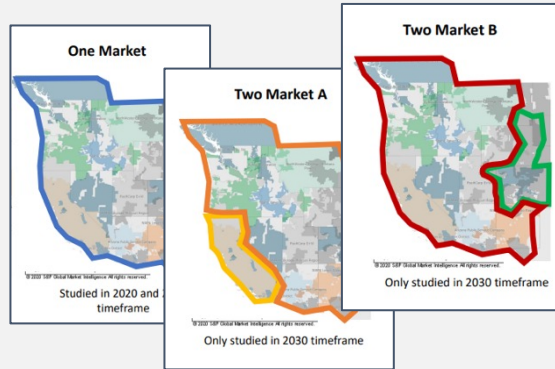 One Market
© 2020 S&P Global Market Intelligence. All rights reserved.
Studied in 2020 and 2
timeframe
Two Market A
© 2020 S&P Global Market Intelligence. All rights reserved.
Only studied in 2030 timeframe
Two Market B
© 2020 S&P Global Market Intelligence. All rights reserved.
Only studied in 2030 timeframe